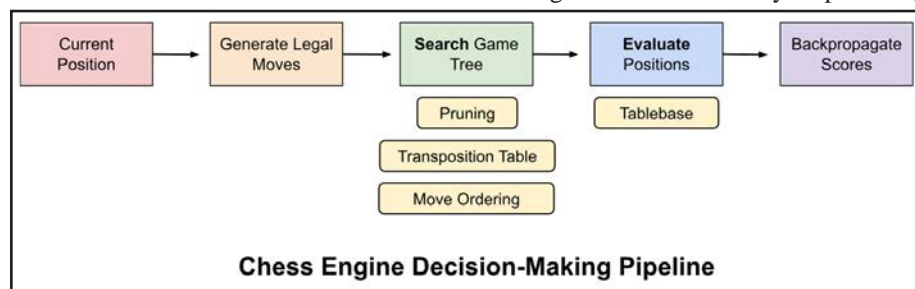 Current
Position
Generate Legal
Moves
Search Game
Tree
Evaluate
Positions
Backpropagate
Scores
Pruning
Tablebase
Transposition Table
Move Ordering
Chess Engine Decision-Making Pipeline